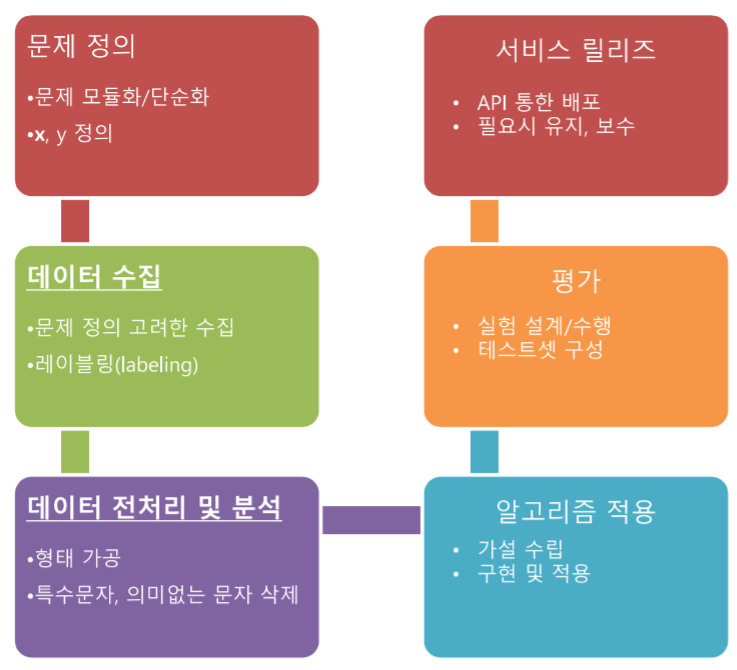 문제 정의
•문제 모듈화/단순화
•x, y 정의
데이터 수집
•문제 정의 고려한 수집
•레이블링(labeling)
데이터 전처리 및 분석
•형태 가공
•특수문자, 의미없는 문자 삭제
알고리즘 적용
• 가설 수립
• 구현 및 적용
평가
• 실험 설계/수행
• 테스트셋 구성
서비스 릴리즈
• API 통한 배포
• 필요시 유지, 보수